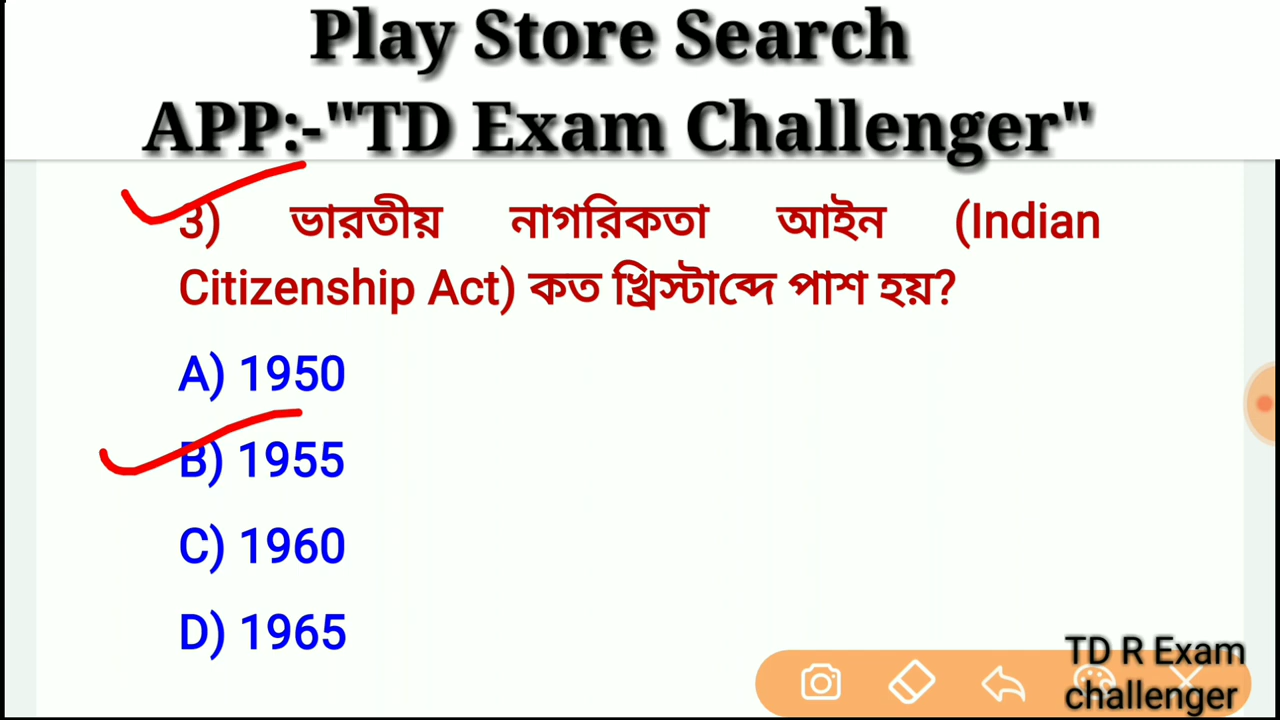 Play Store Search
APP:-"TD Exam Challenger"
3) ভারতীয় নাগরিকতা আইন (Indian
Citizenship Act) কত খ্রিস্টাব্দে পাশ হয়?
A) 1950
B) 1955
C) 1960
D) 1965
TD R Exam
challenger